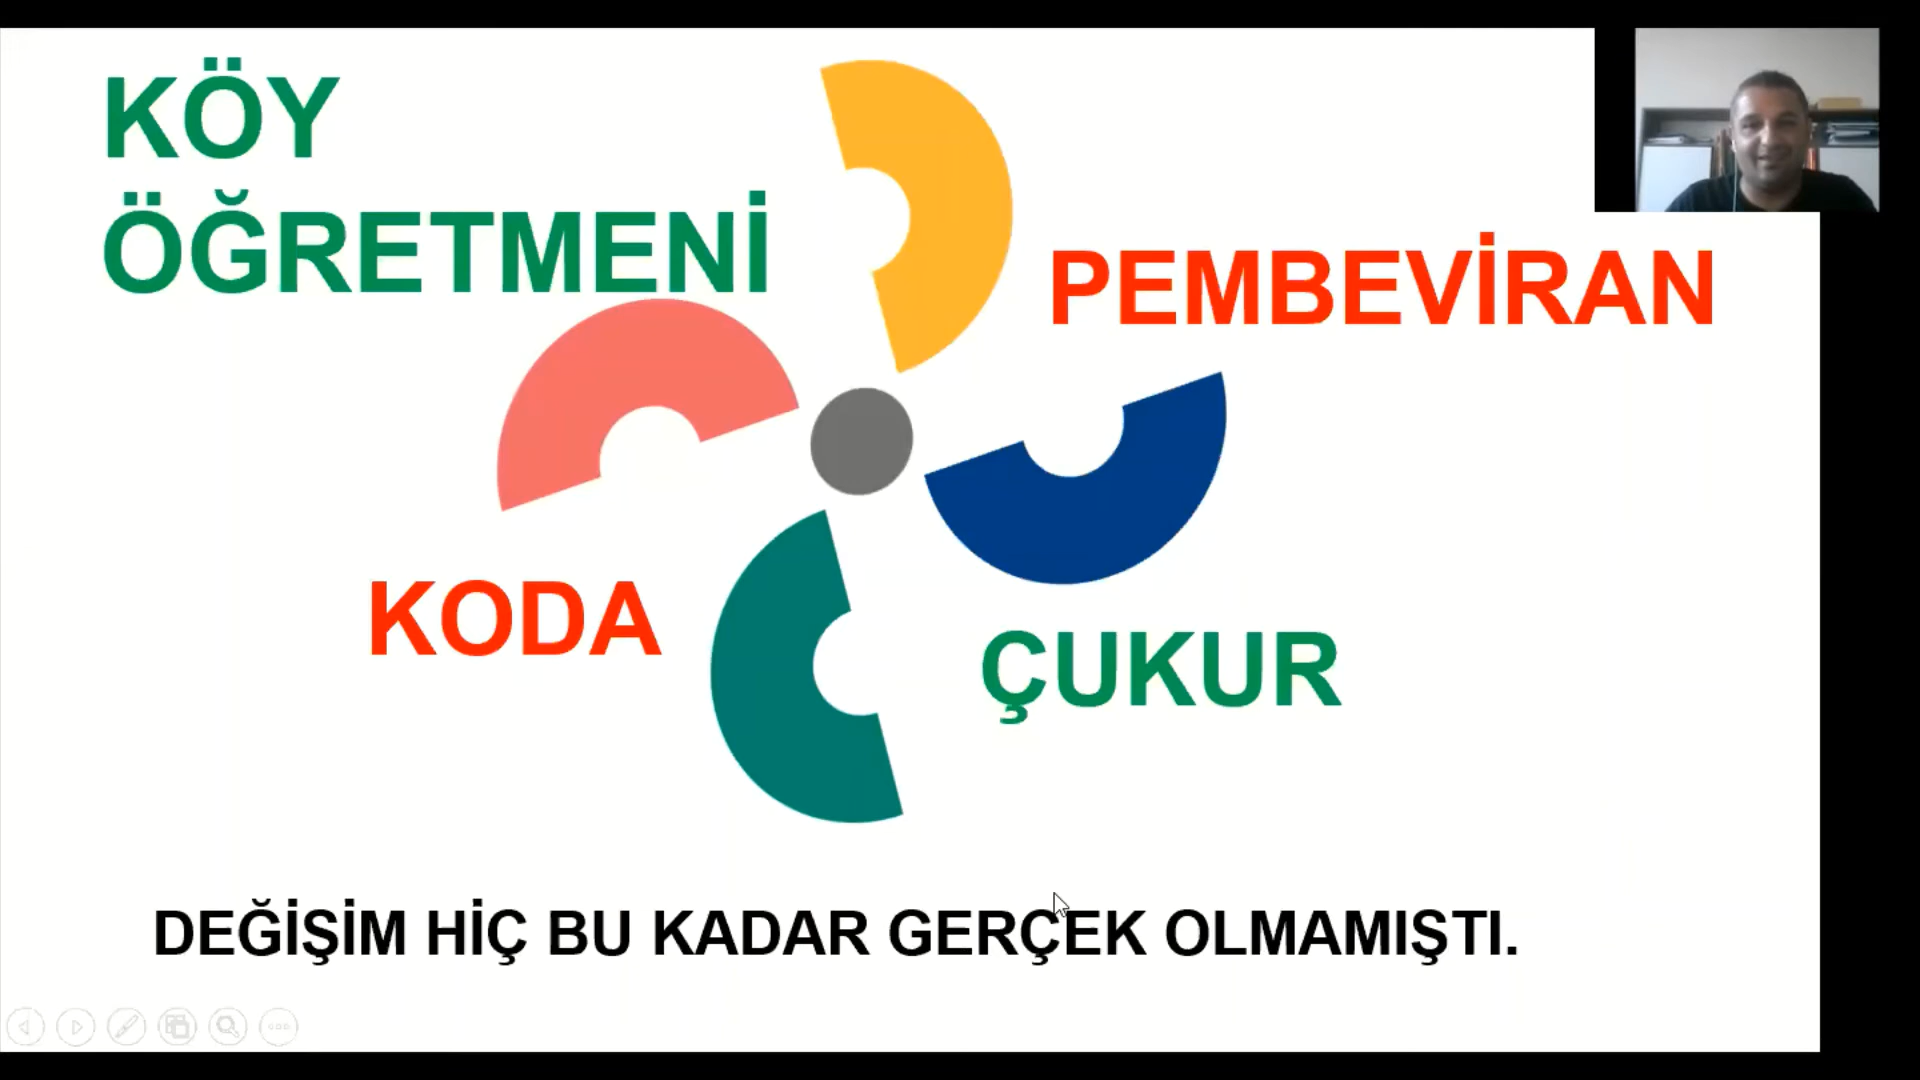 KÖY
ÖĞRETMENİ
PEMBEVİRAN
KODA
ÇUKUR
DEĞİŞİM HİÇ BU KADAR GERÇEK OLMAMIŞTI.